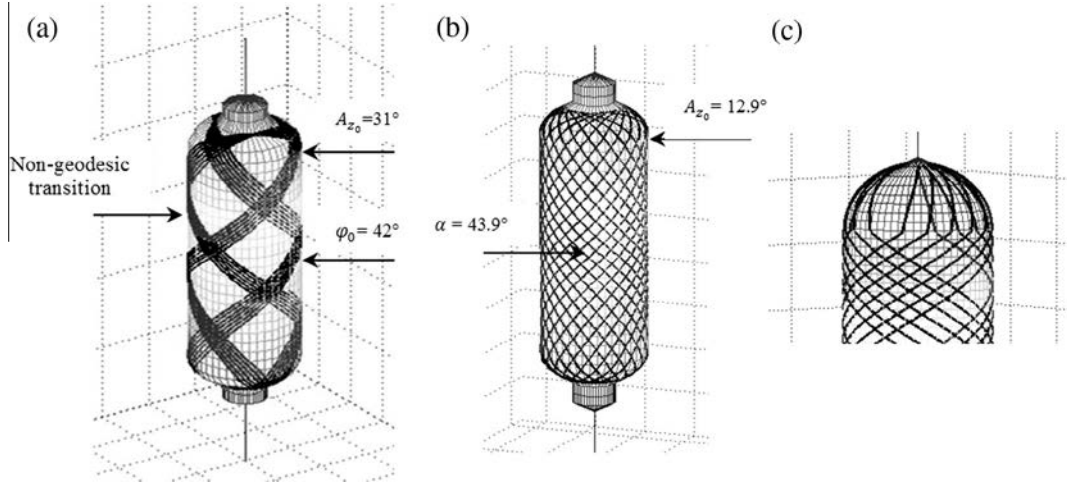 (a)
(b)
(c)
A_{z_0}=31°
Non-geodesic
transition
φ_0 = 42°
A_{z_0} = 12.9°
α = 43.9°